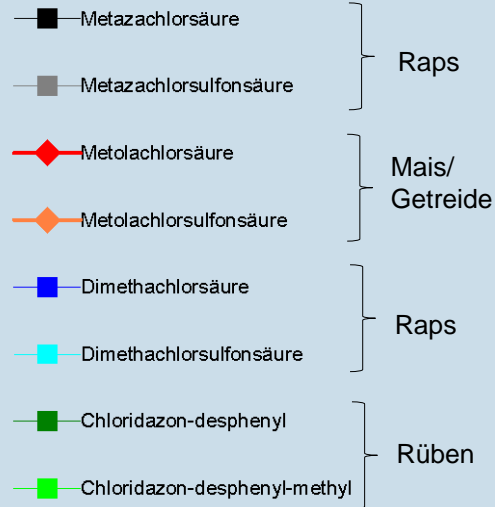 Metazachlorsäure
Metazachlorsulfonsäure
Raps
Metolachlorsäure
Metolachlorsulfonsäure
Mais/
Getreide
Dimethachlorsäure
Dimethachlorsulfonsäure
Raps
Chloridazon-desphenyl
Chloridazon-desphenyl-methyl
Rüben